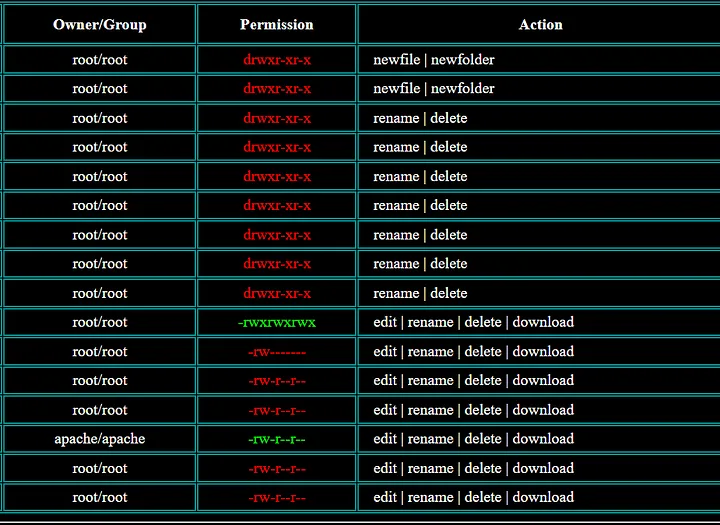 Owner/Group Permission Action
root/root drwxr-xr-x newfile | newfolder
root/root drwxr-xr-x newfile | newfolder
root/root drwxr-xr-x rename | delete
root/root drwxr-xr-x rename | delete
root/root drwxr-xr-x rename | delete
root/root drwxr-xr-x rename | delete
root/root drwxr-xr-x rename | delete
root/root drwxr-xr-x rename | delete
root/root drwxr-xr-x rename | delete
root/root -rwxrwxrwx edit | rename | delete | download
root/root -rw------- edit | rename | delete | download
root/root -rw-r--r-- edit | rename | delete | download
root/root -rw-r--r-- edit | rename | delete | download
apache/apache -rw-r--r-- edit | rename | delete | download
root/root -rw-r--r-- edit | rename | delete | download
root/root -rw-r--r-- edit | rename | delete | download